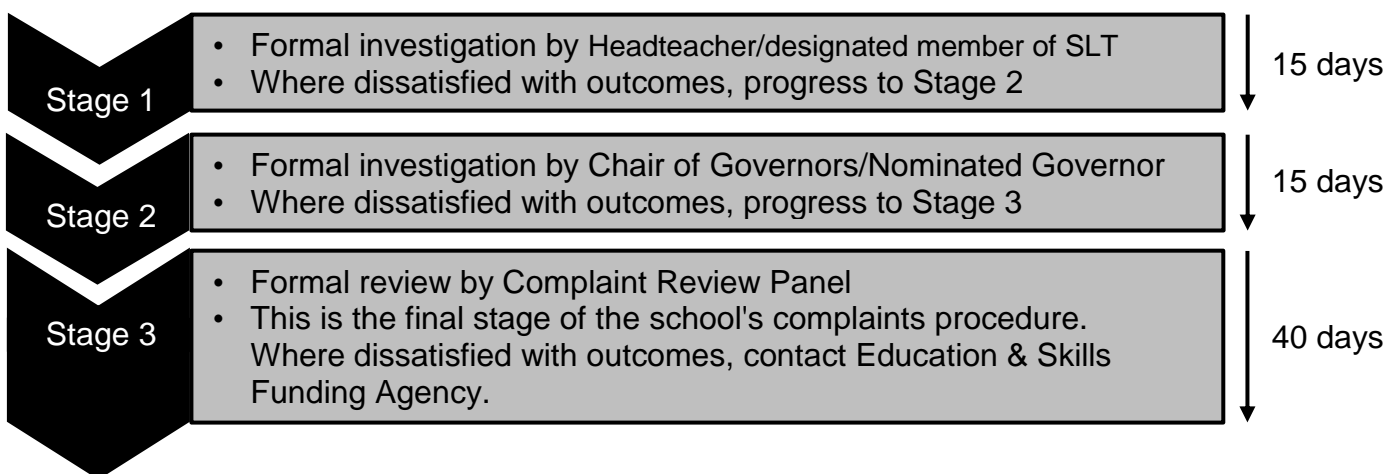 Stage 1
• Formal investigation by Headteacher/designated member of SLT
• Where dissatisfied with outcomes, progress to Stage 2
15 days
Stage 2
• Formal investigation by Chair of Governors/Nominated Governor
• Where dissatisfied with outcomes, progress to Stage 3
15 days
Stage 3
• Formal review by Complaint Review Panel
• This is the final stage of the school's complaints procedure.
Where dissatisfied with outcomes, contact Education & Skills
Funding Agency.
40 days